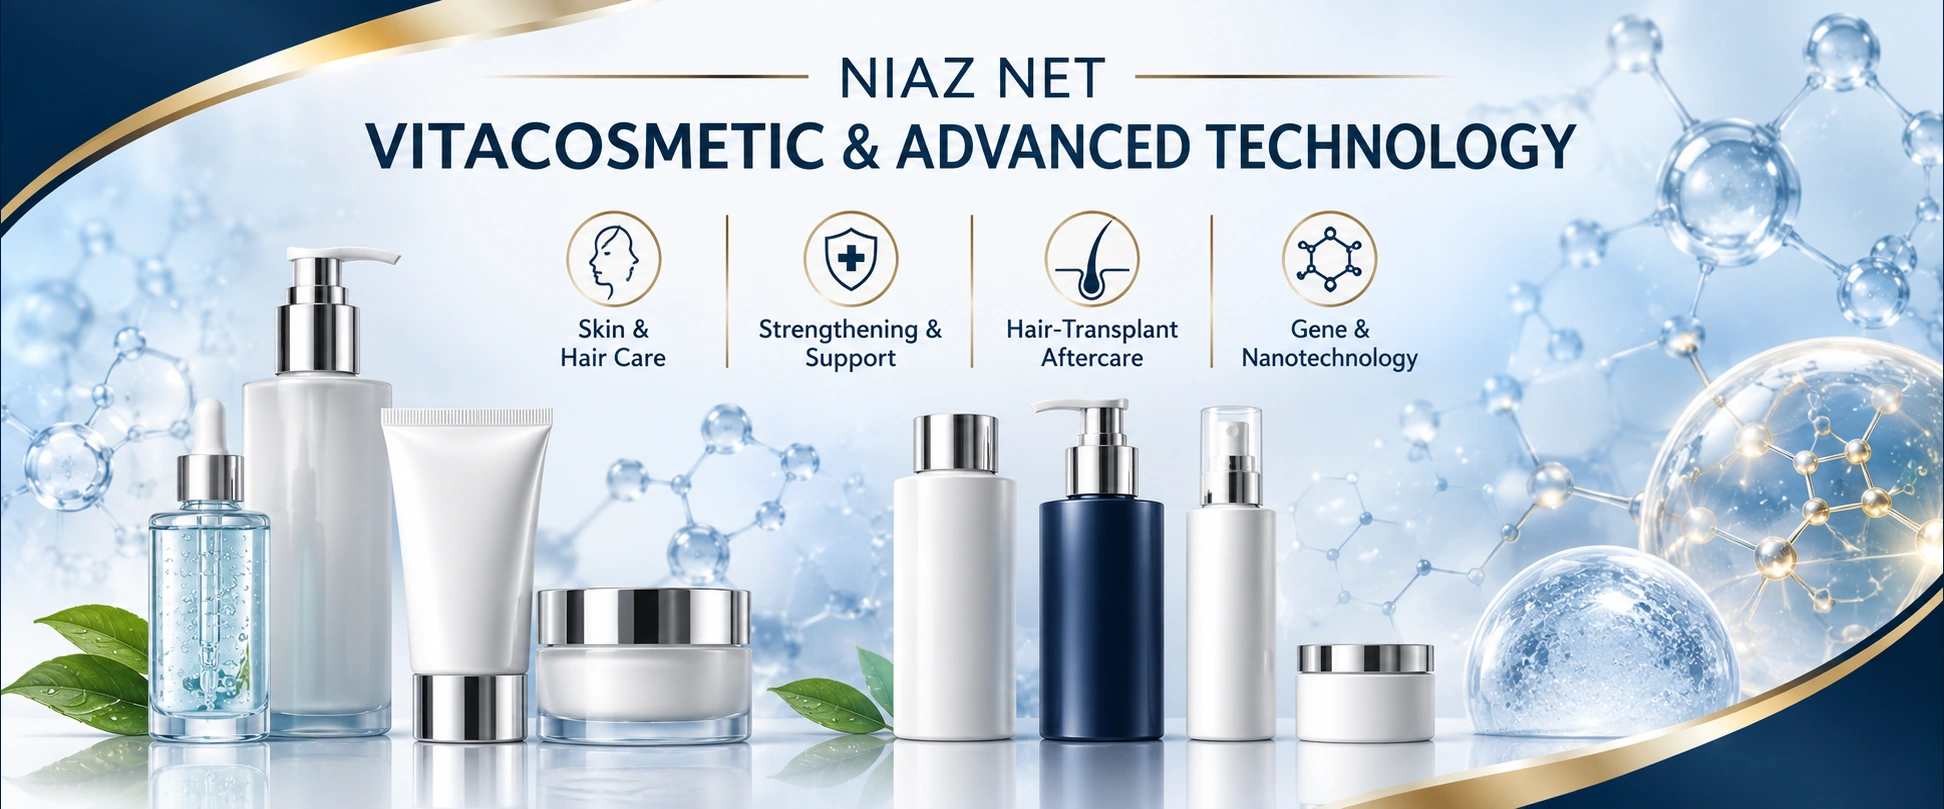 NIAZ NET
VITACOSMETIC & ADVANCED TECHNOLOGY
Skin &
Hair Care
Strengthening &
Support
Hair-Transplant
Aftercare
Gene &
Nanotechnology